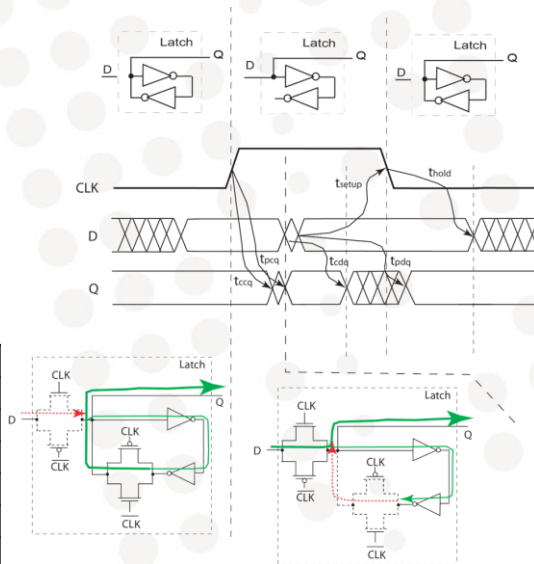 Latch
D
Q
Latch
D
Q
Latch
D
Q
CLK
tsetup
thold
D
tpcq
tccq
tcdq
tpdq
Q
Latch
CLK
D
Q
CLK
CLK
CLK
Latch
CLK
Q
D
CLK
CLK
CLK